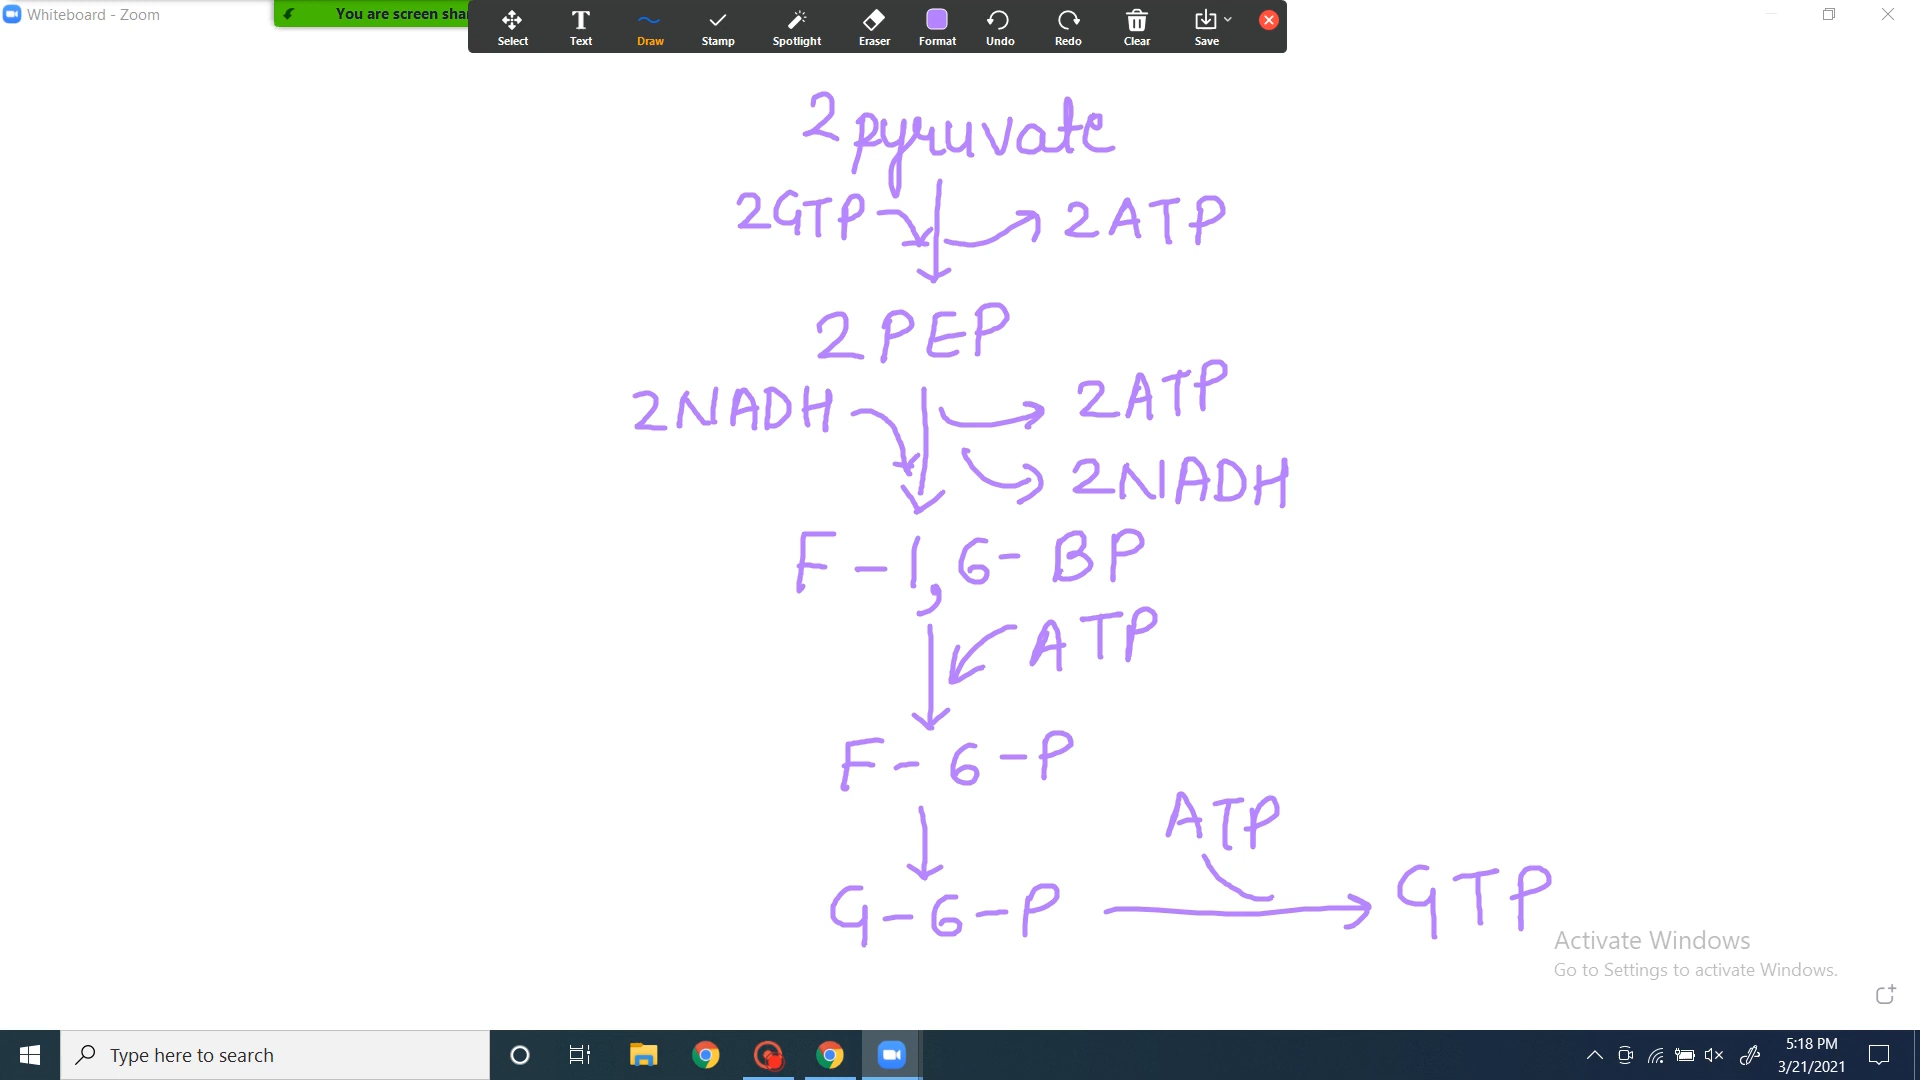 Whiteboard - Zoom
You are screen sha
Select Text Draw Stamp Spotlight Eraser Format Undo Redo Clear Save
2 pyruvate
2GTP 2ATP
2 PEP
2NADH 2ATP
2NADH
F-1,6-BP
ATP
F-6-P
ATP
G-6-P GTP
Activate Windows
Go to Settings to activate Windows.
Type here to search
5:18 PM
3/21/2021